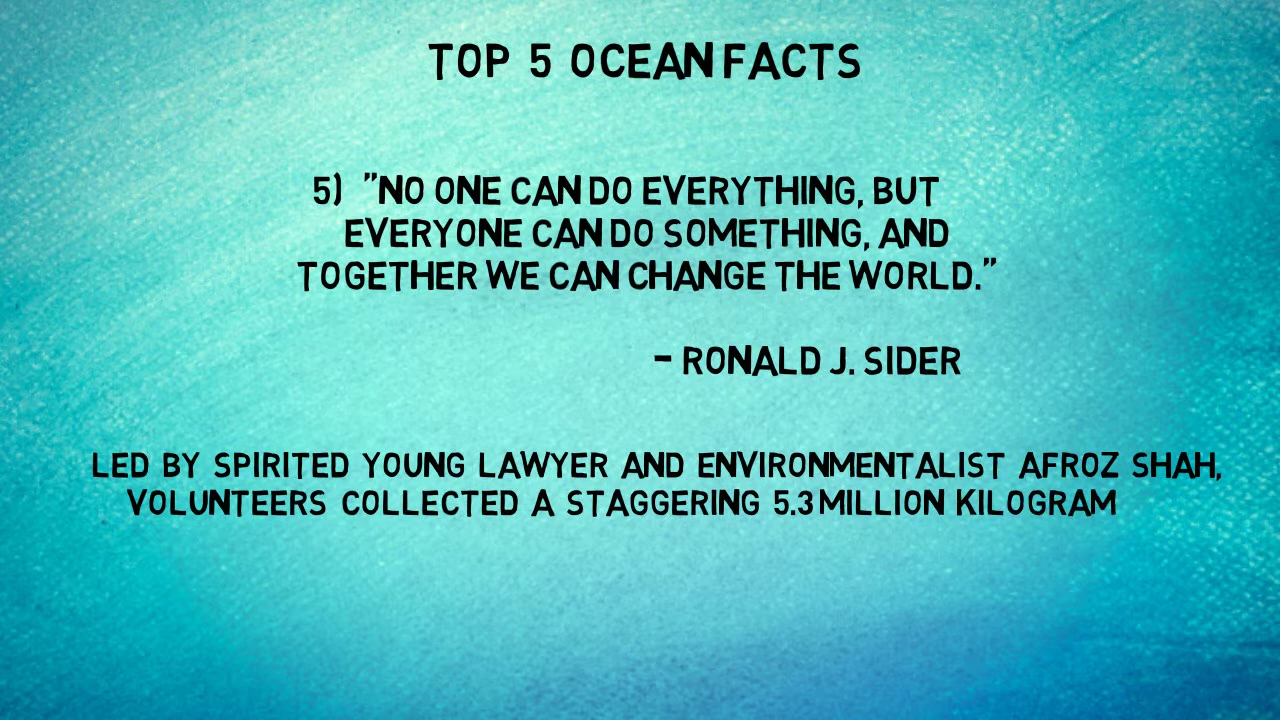 TOP 5 OCEAN FACTS
5) "NO ONE CAN DO EVERYTHING, BUT
EVERYONE CAN DO SOMETHING, AND
TOGETHER WE CAN CHANGE THE WORLD."
- RONALD J. SIDER
LED BY SPIRITED YOUNG LAWYER AND ENVIRONMENTALIST AFROZ SHAH,
VOLUNTEERS COLLECTED A STAGGERING 5.3 MILLION KILOGRAM